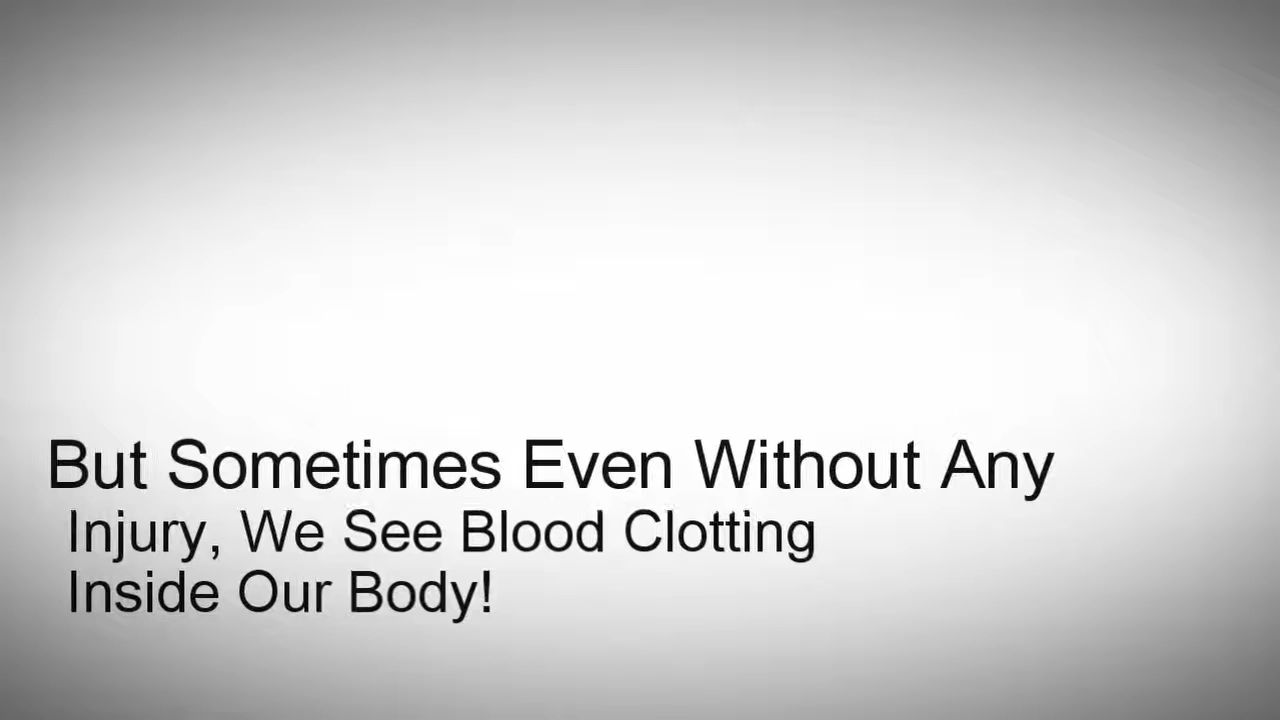 But Sometimes Even Without Any
Injury, We See Blood Clotting
Inside Our Body!